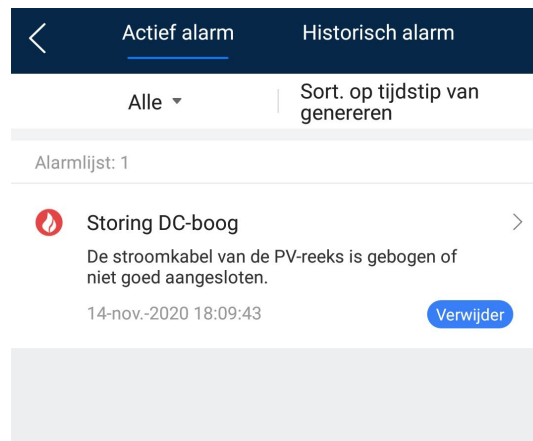 Actief alarm
Historisch alarm
Alle
Sort. op tijdstip van
genereren
Alarmlijst: 1
Storing DC-boog
De stroomkabel van de PV-reeks is gebogen of
niet goed aangesloten.
14-nov.-2020 18:09:43
Verwijder